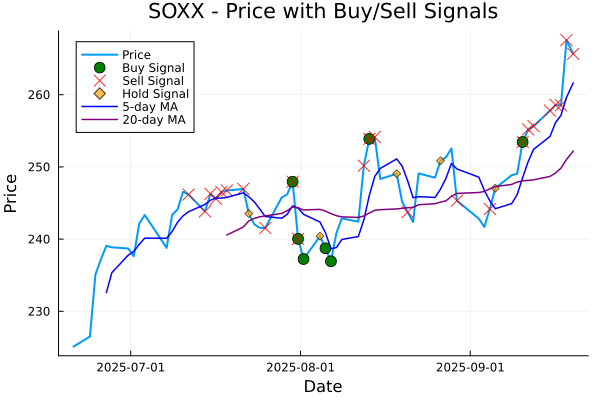 SOXX - Price with Buy/Sell Signals
Price
Buy Signal
Sell Signal
Hold Signal
5-day MA
20-day MA
260
250
240
230
Price
2025-07-01
2025-08-01
2025-09-01
Date